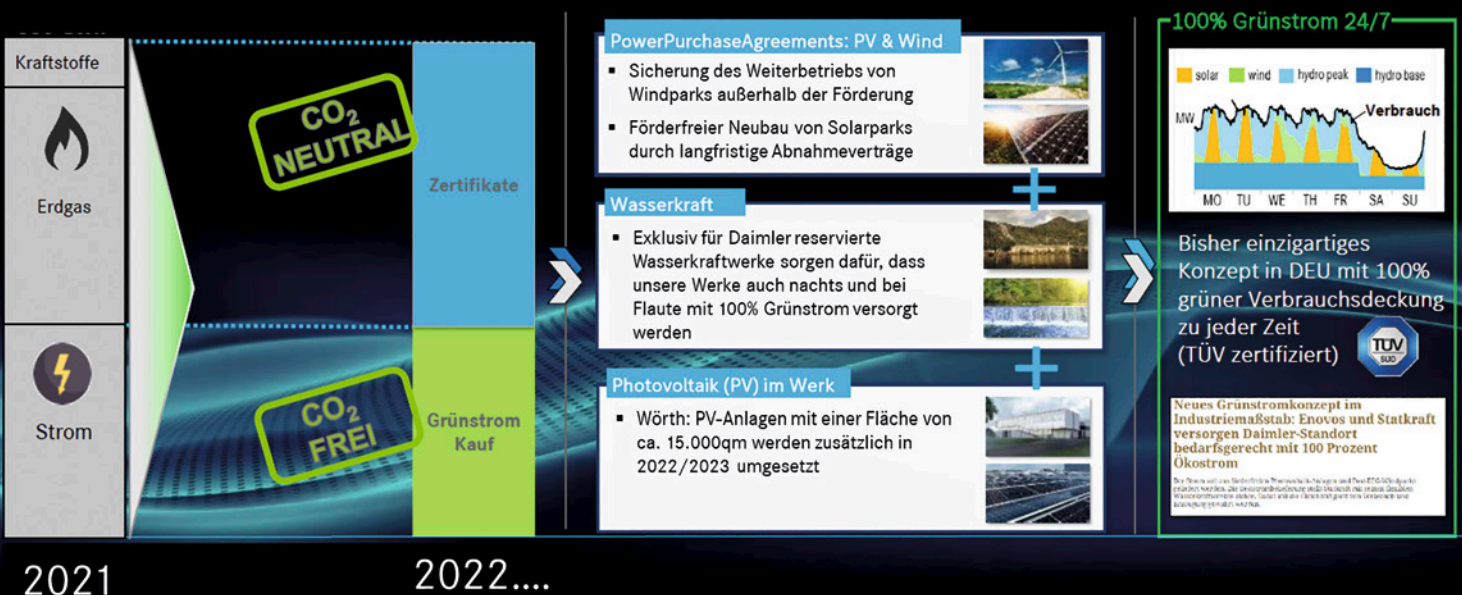 Kraftstoffe
Erdgas
Strom
2021
CO2
NEUTRAL
CO2
FREI
Zertifikate
Grünstrom
Kauf
2022....
PowerPurchaseAgreements: PV & Wind
▪ Sicherung des Weiterbetriebs von
Windparks außerhalb der Förderung
▪ Förderfreier Neubau von Solarparks
durch langfristige Abnahmeverträge
Wasserkraft
▪ Exklusiv für Daimler reservierte
Wasserkraftwerke sorgen dafür, dass
unsere Werke auch nachts und bei
Flaute mit 100% Grünstrom versorgt
werden
Photovoltaik (PV) im Werk
▪ Wörth: PV-Anlagen mit einer Fläche von
ca. 15.000qm werden zusätzlich in
2022/2023 umgesetzt
100% Grünstrom 24/7
solar wind hydro peak hydro base
MW
Verbrauch
MO TU WE TH FR SA SU
Bisher einzigartiges
Konzept in DEU mit 100%
grüner Verbrauchsdeckung
zu jeder Zeit
(TÜV zertifiziert)
TÜV
SÜD
Neues Grünstromkonzept im
Industriemaßstab: Enovos und Statkraft
versorgen Daimler-Standort
bedarfsgerecht mit 100 Prozent
Ökostrom